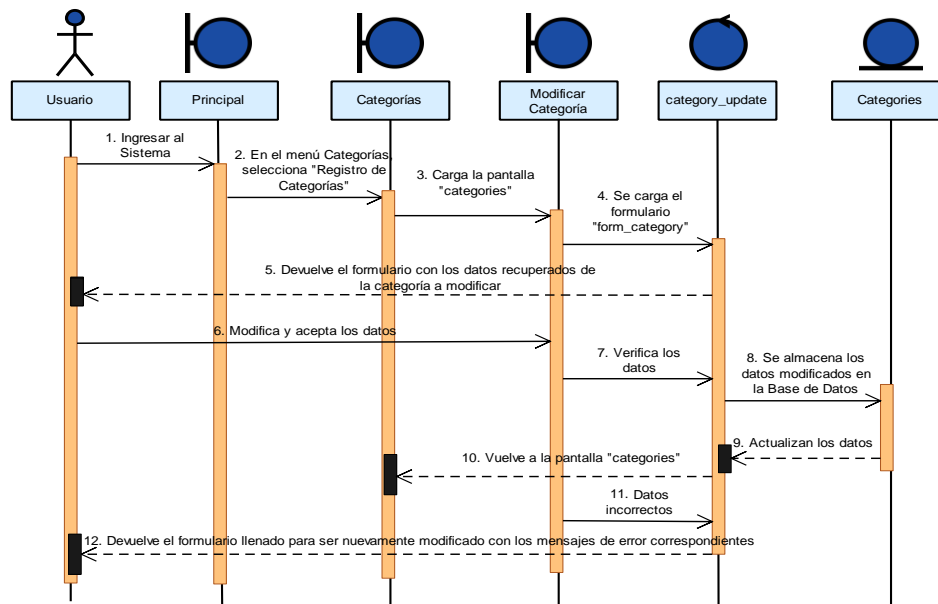 Usuario
Principal
Categorías
Modificar
Categoría
category_update
Categories
1. Ingresar al
Sistema
2. En el menú Categorías,
selecciona "Registro de
Categorías"
3. Carga la pantalla
"categories"
4. Se carga el
formulario
"form_category"
5. Devuelve el formulario con los datos recuperados de
la categoría a modificar
6. Modifica y acepta los datos
7. Verifica los
datos
8. Se almacena los
datos modificados en
la Base de Datos
9. Actualizan los datos
10. Vuelve a la pantalla "categories"
11. Datos
incorrectos
12. Devuelve el formulario llenado para ser nuevamente modificado con los mensajes de error correspondientes